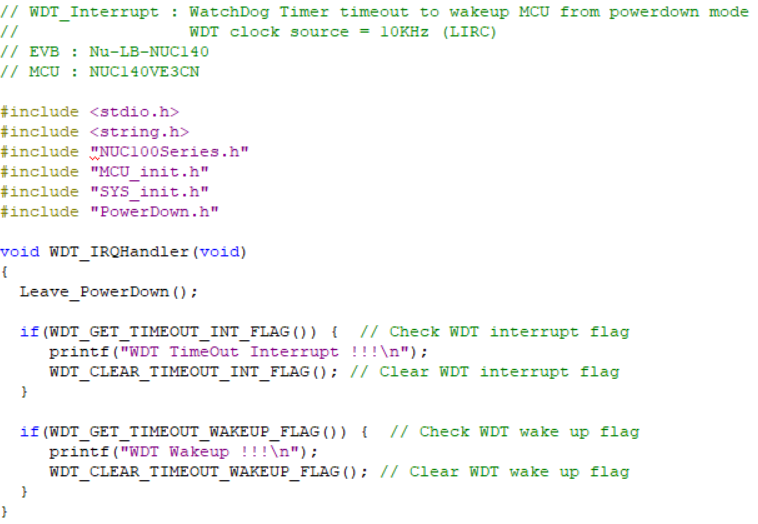 // WDT_Interrupt : WatchDog Timer timeout to wakeup MCU from powerdown mode
//                 WDT clock source = 10KHz (LIRC)
// EVB : Nu-LB-NUC140
// MCU : NUC140VE3CN

#include <stdio.h>
#include <string.h>
#include "NUC100Series.h"
#include "MCU_init.h"
#include "SYS_init.h"
#include "PowerDown.h"

void WDT_IRQHandler(void)
{
  Leave_PowerDown();

  if(WDT_GET_TIMEOUT_INT_FLAG()) {  // Check WDT interrupt flag
     printf("WDT TimeOut Interrupt !!!\n");
     WDT_CLEAR_TIMEOUT_INT_FLAG(); // Clear WDT interrupt flag
  }

  if(WDT_GET_TIMEOUT_WAKEUP_FLAG()) {  // Check WDT wake up flag
     printf("WDT Wakeup !!!\n");
     WDT_CLEAR_TIMEOUT_WAKEUP_FLAG(); // Clear WDT wake up flag
  }
}